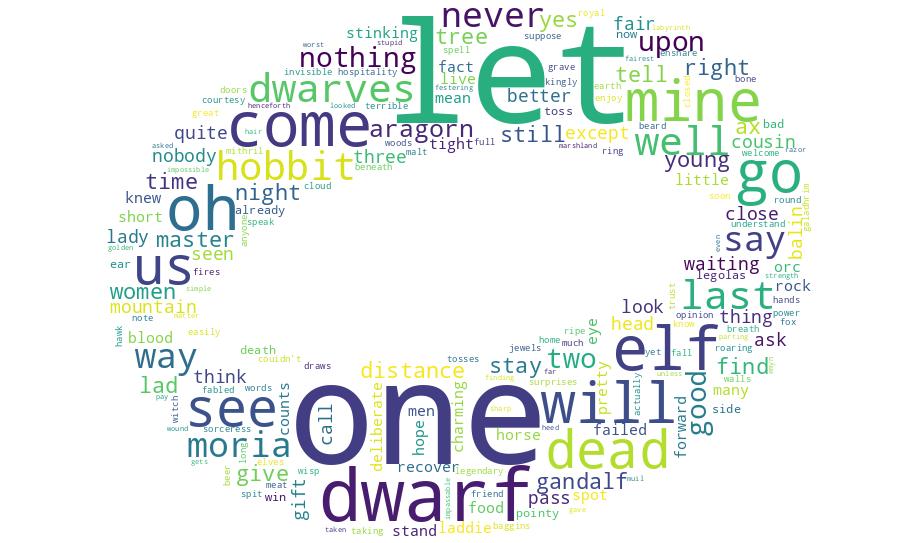 let
never
yes
royal
labyrinth
stinking
stupid
tree
suppose
fair
now
enshare
worst
spell
upon
nothing
fact
grave
fairest
right
invisible
hospitality
live
kingly
tell
bone
doors
dwarves
festering
mean
better
earth
enjoy
mine
courtesy
looked
terrible
toss
closed
henceforth
great
come
aragorn
still
except
well
ax
bad
beard
cousin
quite
hair
woods
tight
full
marshland
ring
mithril
nobody
impossible
asked
hobbit
three
malt
beneath
young
welcome
razor
time
night
cloud
little
go
round
knew
already
soon
galadhrim
short
oh
speak
anyone
close
understand
lady
master
golden
balin
say
even
us
seen
ear
fires
waiting
legolas
orc
strength
women
simple
rock
mountain
matter
note
trust
last
hands
look
thing
opinion
power
fox
hawk
blood
easily
eye
ripe
head
know
breath
parting
ask
way
death
couldn't
home
much
yet
fall
roaring
elf
two
think
draws
distance
tosses
jewels
far
stay
pretty
unless
walls
find
lad
fabled
words
surprises
finding
actually
many
pay
witch
see
counts
one
will
good
side
sharp
call
men
hope
deliberate
charming
heed
horse
failed
forward
sorceress
wound
moria
dead
long
gets
elves
recover
give
wisp
legendary
gandalf
muil
beer
meat
gift
dwarf
impassable
friend
food
pass
spot
gave
spit
win
pointy
taken
taking
stand
laddie
baggins